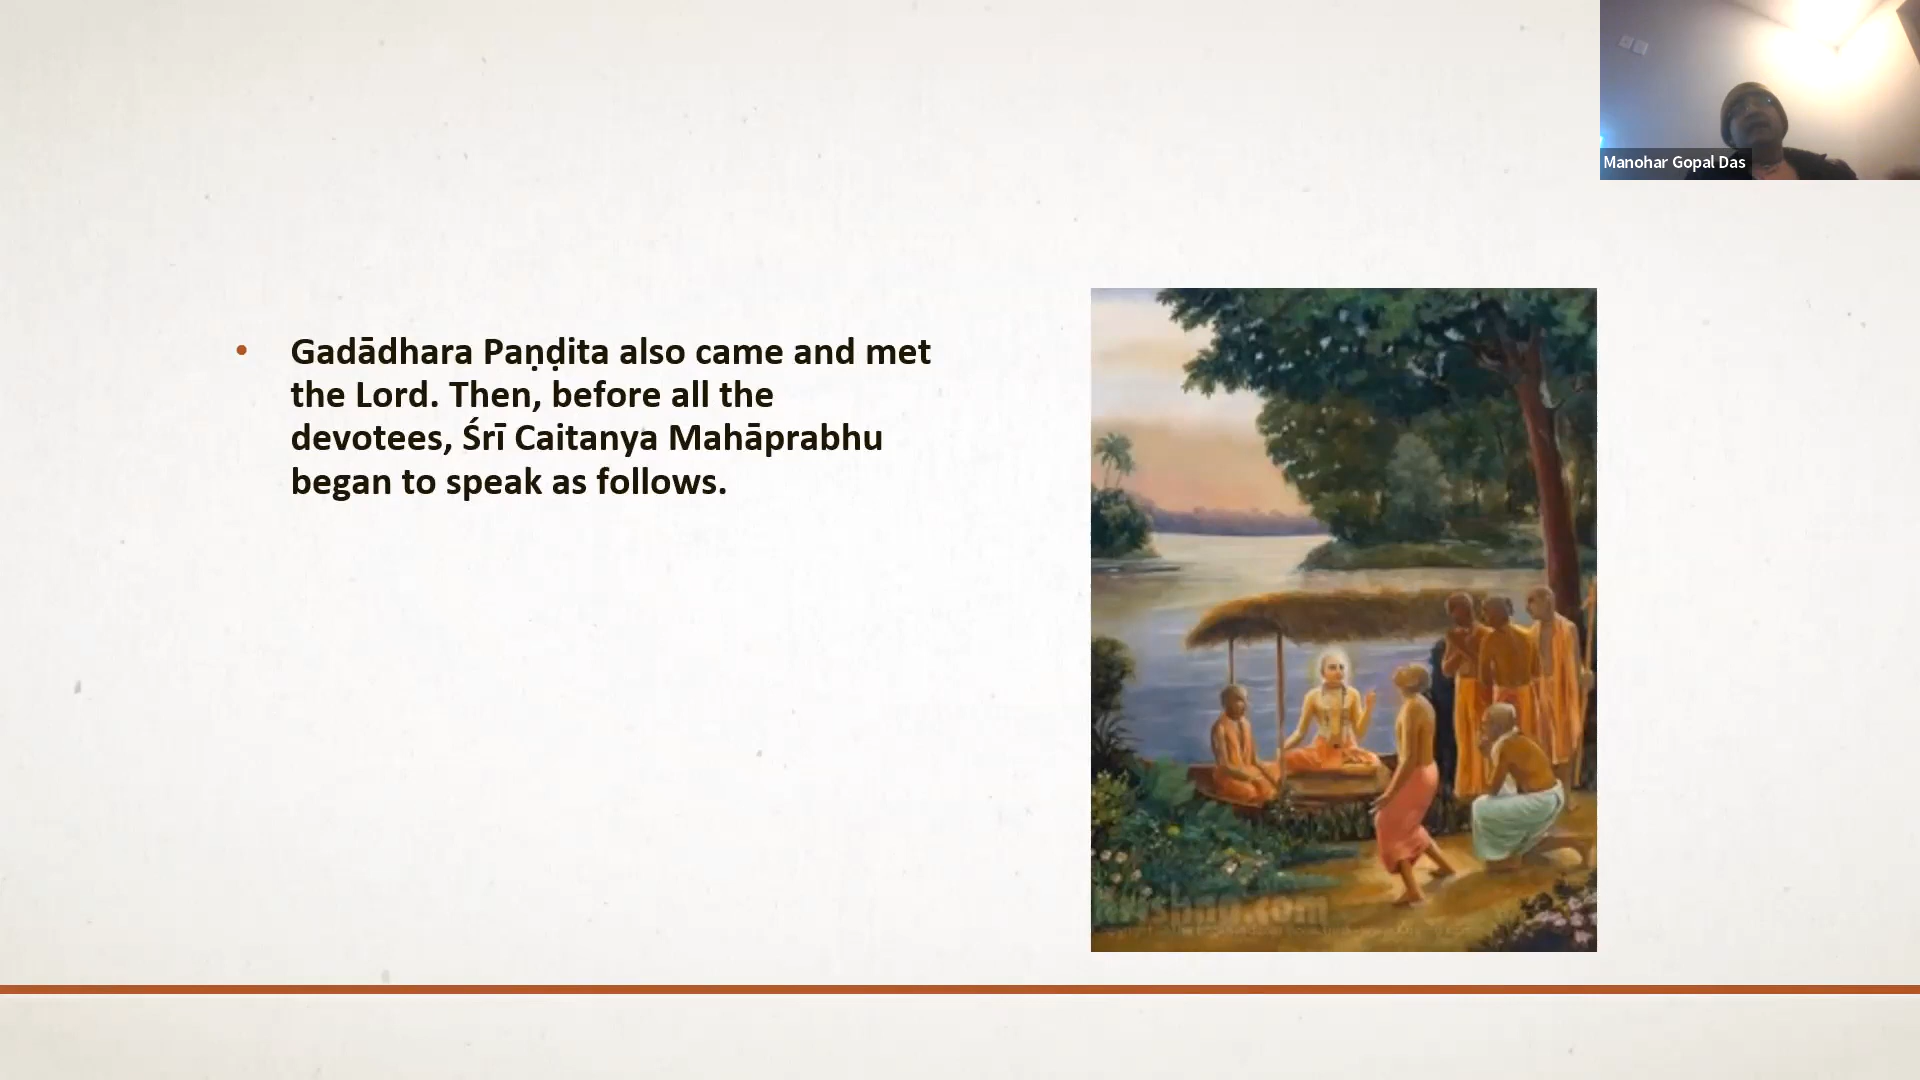 Manohar Gopal Das
• Gadādhara Paṇḍita also came and met
the Lord. Then, before all the
devotees, Śrī Caitanya Mahāprabhu
began to speak as follows.